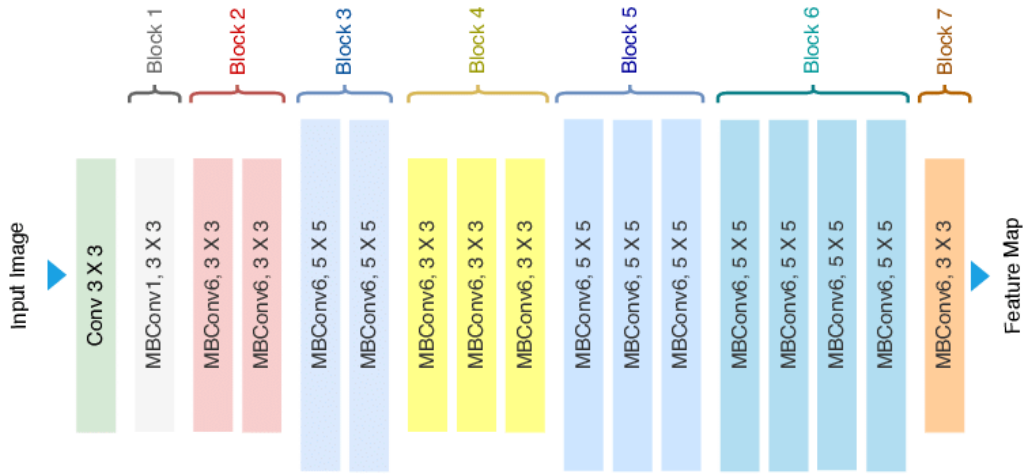 Block 1
Block 2
Block 3
Block 4
Block 5
Block 6
Block 7
Input Image
Conv 3 X 3
MBConv1, 3 X 3
MBConv6, 3 X 3
MBConv6, 3 X 3
MBConv6, 5 X 5
MBConv6, 5 X 5
MBConv6, 3 X 3
MBConv6, 3 X 3
MBConv6, 3 X 3
MBConv6, 5 X 5
MBConv6, 5 X 5
MBConv6, 5 X 5
MBConv6, 5 X 5
MBConv6, 5 X 5
MBConv6, 5 X 5
MBConv6, 5 X 5
MBConv6, 3 X 3
Feature Map